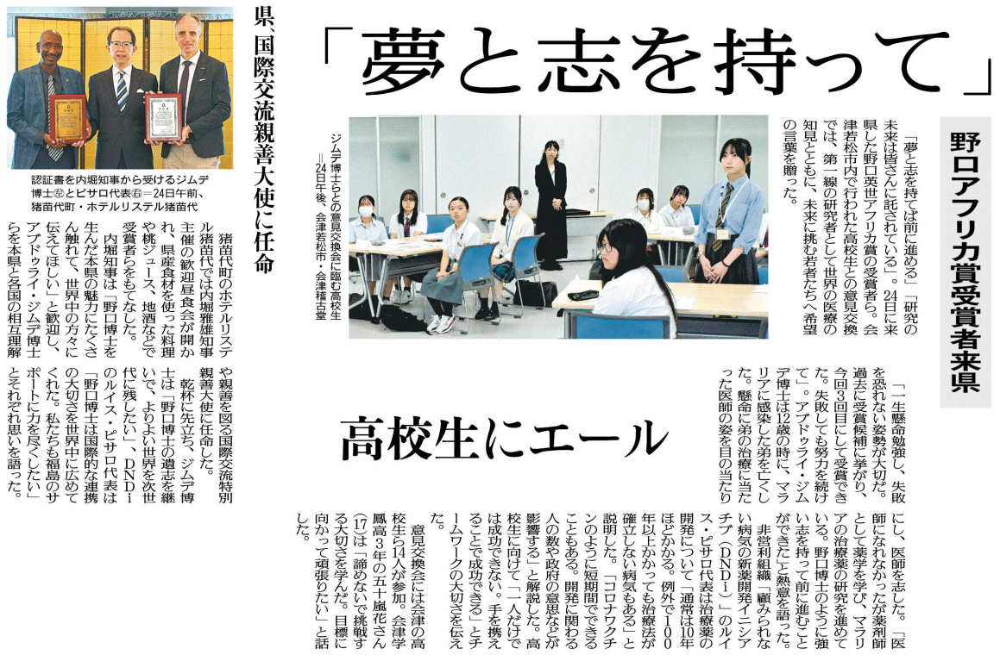 「夢と志を持って」
野口アフリカ賞受賞者来県
高校生にエール
「夢と志を持てば前に進める」「研究の
未来は皆さんに託されている」。24日に来
県した野口英世アフリカ賞の受賞者ら。会
津若松市内で行われた高校生との意見交換
では、第一線の研究者として世界の医療の
知見とともに、未来に挑む若者たちへ希望
の言葉を贈った。
ジムデ博士らとの意見交換会に臨む高校生
＝24日午後、会津若松市・会津稽古堂
「一生懸命勉強し、失敗
を恐れない姿勢が大切だ。
過去に受賞候補に挙がり、
今回3回目にして受賞でき
た。失敗しても努力を続け
て」。アブドゥライ・ジム
デ博士は12歳の時に、マラ
リアに感染した弟を亡くし
た。懸命に弟の治療に当た
った医師の姿を目の当たり
にし、医師を志した。「医
師になれなかったが薬剤師
として薬学を学び、マラリ
アの治療薬の研究を進めて
いる。野口博士のように強
い志を持って前に進むこと
ができた」と熱意を語った。
非営利組織「顧みられな
い病気の新薬開発イニシア
チブ（DNDi）」のルイ
ス・ピサロ代表は治療薬の
開発について「通常は10年
ほどかかる。例外で100
年以上かかっても治療法が
確立しない病気もある」と
説明した。「コロナワクチ
ンのように短期間でできる
こともある。開発に関わる
人の数や政府の意思などが
影響する」と解説した。高
校生に向けて「一人だけで
は成功できない。手を携え
ることで成功できる」とチ
ームワークの大切さを伝え
た。
意見交換会には会津の高
校生ら14人が参加。会津学
鳳高3年の五十嵐花さん
(17)は「諦めないで挑戦す
る大切さを学んだ。目標に
向かって頑張りたい」と話
した。
県、国際交流親善大使に任命
認証書を内堀知事から受けるジムデ
博士㊧とピサロ代表㊨＝24日午前、
猪苗代町・ホテルリステル猪苗代
猪苗代町のホテルリステ
ル猪苗代では内堀雅雄知事
主催の歓迎昼食会が開か
れ、県産食材を使った料理
や桃ジュース、地酒などで
受賞者らをもてなした。
内堀知事は「野口博士を
生んだ本県の魅力にたくさ
ん触れて、世界中の方々に
伝えてほしい」と歓迎し、
アブドゥライ・ジムデ博士
らを本県と各国の相互理解
や親善を図る国際交流特別
親善大使に任命した。
乾杯に先立ち、ジムデ博
士は「野口博士の遺志を継
いで、よりよい世界を次世
代に残したい」、DNDi
のルイス・ピサロ代表は
「野口博士は国際的な連携
の大切さを世界中に広めて
くれた。私たちも福島のサ
ポートに力を尽くしたい」
とそれぞれ思いを語った。